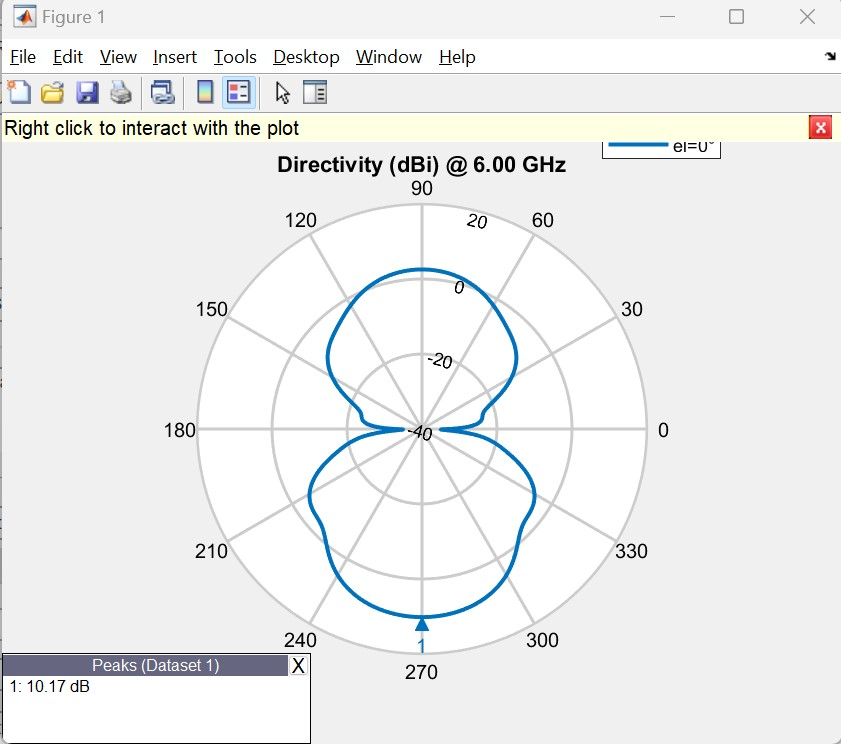 Figure 1
File Edit View Insert Tools Desktop Window Help
Right click to interact with the plot
el=0°
Directivity (dBi) @ 6.00 GHz
90
120 20 60
0
150 30
-20
180 -40 0
210 330
240 1 300
270
Peaks (Dataset 1) X
1: 10.17 dB